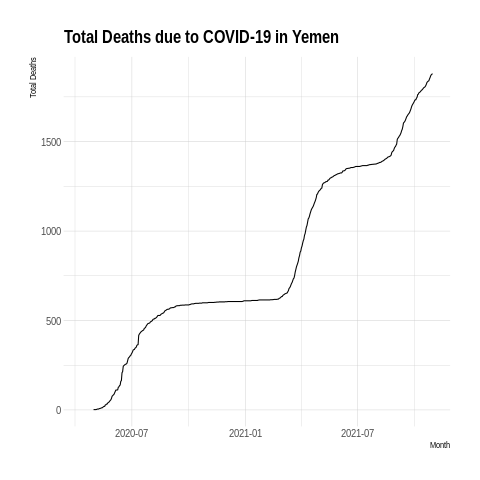 Total Deaths due to COVID-19 in Yemen
Total Deaths
1500
1000
500
0
2020-07
2021-01
2021-07
Month